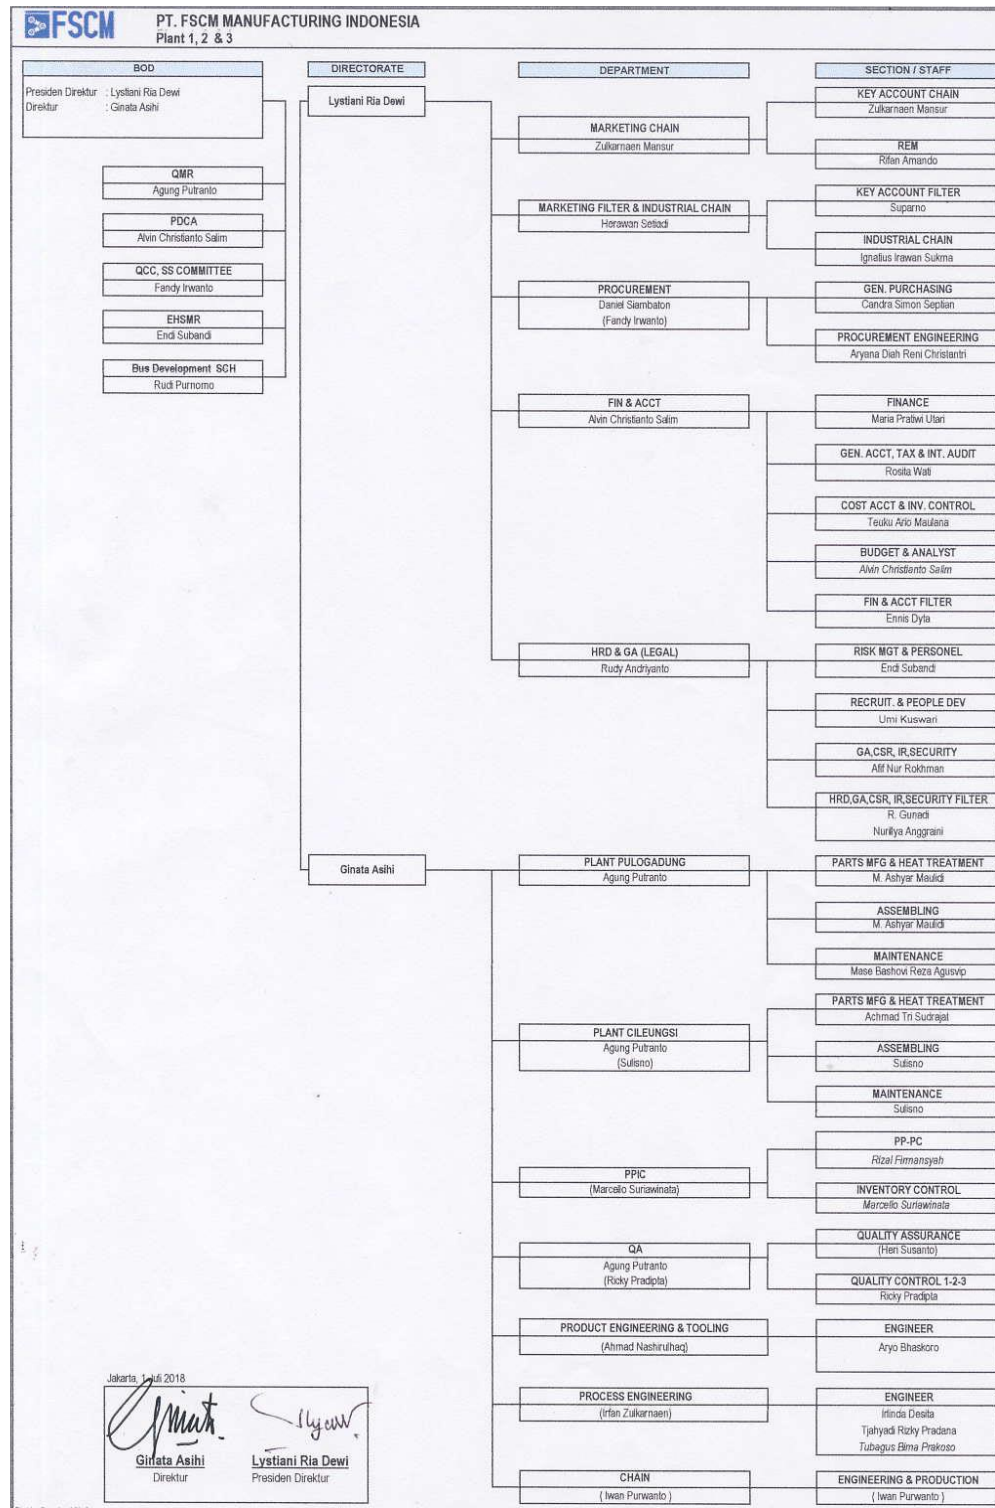 FSCM
PT. FSCM MANUFACTURING INDONESIA
Plant 1, 2 & 3
BOD
Presiden Direktur : Lystiani Ria Dewi
Direktur : Ginata Asihi
QMR
Agung Putranto
PDCA
Alvin Christianto Salim
QCC, SS COMMITTEE
Fandy Irwanto
EHSMR
Endi Subandi
Bus Development SCH
Rudi Purnomo
DIRECTORATE
Lystiani Ria Dewi
Ginata Asihi
DEPARTMENT
MARKETING CHAIN
Zulkarnaen Mansur
MARKETING FILTER & INDUSTRIAL CHAIN
Herawan Setiadi
PROCUREMENT
Daniel Siambaton
(Fandy Irwanto)
FIN & ACCT
Alvin Christianto Salim
HRD & GA (LEGAL)
Rudy Andriyanto
PLANT PULOGADUNG
Agung Putranto
PLANT CILEUNGSI
Agung Putranto
(Sulisno)
PPIC
(Marcello Suriawinata)
QA
Agung Putranto
(Ricky Pradipta)
PRODUCT ENGINEERING & TOOLING
(Ahmad Nashirulhaq)
PROCESS ENGINEERING
(Irfan Zulkarnaen)
CHAIN
( Iwan Purwanto )
SECTION / STAFF
KEY ACCOUNT CHAIN
Zulkarnaen Mansur
REM
Rifan Amando
KEY ACCOUNT FILTER
Suparno
INDUSTRIAL CHAIN
Ignatius Irawan Sukma
GEN. PURCHASING
Candra Simon Septian
PROCUREMENT ENGINEERING
Aryana Diah Reni Christantri
FINANCE
Maria Pratiwi Utari
GEN. ACCT, TAX & INT. AUDIT
Rosita Wati
COST ACCT & INV. CONTROL
Teuku Ario Maulana
BUDGET & ANALYST
Alvin Christianto Salim
FIN & ACCT FILTER
Ennis Dyta
RISK MGT & PERSONEL
Endi Subandi
RECRUIT. & PEOPLE DEV
Umi Kuswari
GA,CSR, IR,SECURITY
Afif Nur Rokhman
HRD,GA,CSR, IR,SECURITY FILTER
R. Gunadi
Nurilya Anggraini
PARTS MFG & HEAT TREATMENT
M. Ashyar Maulidi
ASSEMBLING
M. Ashyar Maulidi
MAINTENANCE
Mase Bashovi Reza Agusvip
PARTS MFG & HEAT TREATMENT
Achmad Tri Sudrajat
ASSEMBLING
Sulisno
MAINTENANCE
Sulisno
PP-PC
Rizal Firmansyah
INVENTORY CONTROL
Marcello Suriawinata
QUALITY ASSURANCE
(Heri Susanto)
QUALITY CONTROL 1-2-3
Ricky Pradipta
ENGINEER
Aryo Bhaskoro
ENGINEER
Irlinda Desita
Tjahyadi Rizky Pradana
Tubagus Bima Prakoso
ENGINEERING & PRODUCTION
( Iwan Purwanto )
Jakarta, 1 Juli 2018
Ginata Asihi
Direktur
Lystiani Ria Dewi
Presiden Direktur